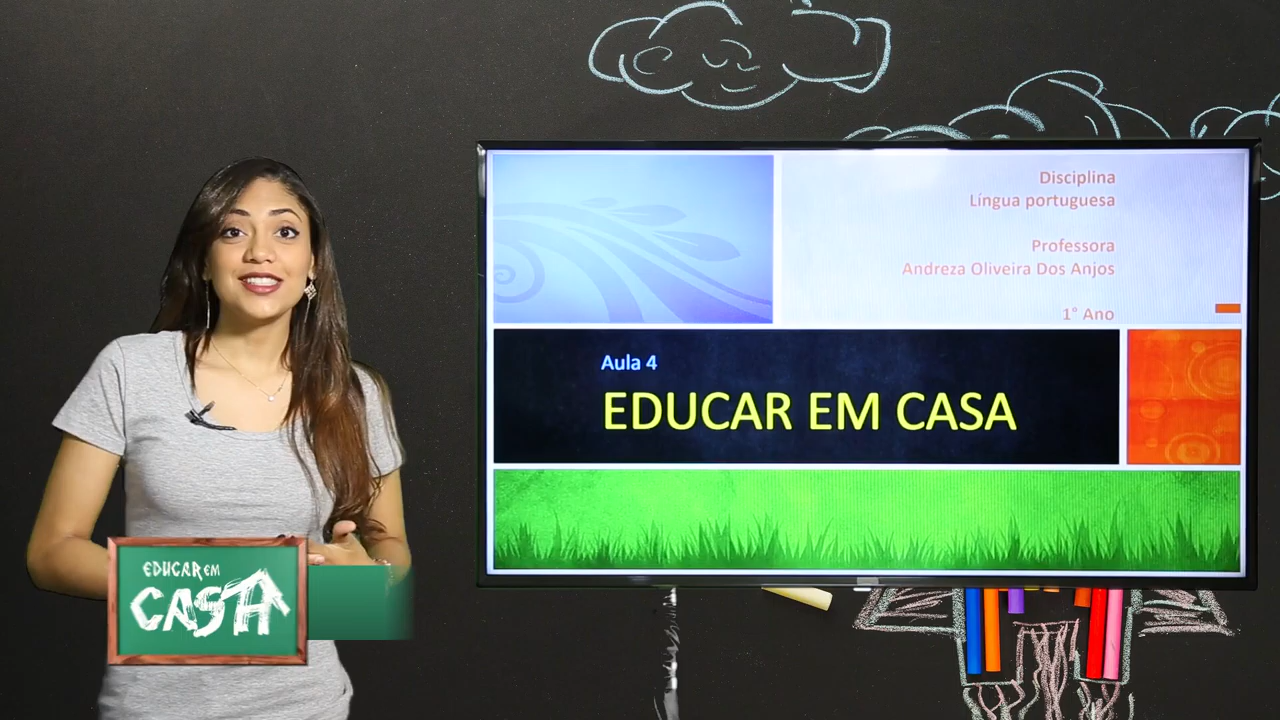 Disciplina
Língua portuguesa
Professora
Andreza Oliveira Dos Anjos
1° Ano
Aula 4
EDUCAR EM CASA
EDUCAR EM
CASA